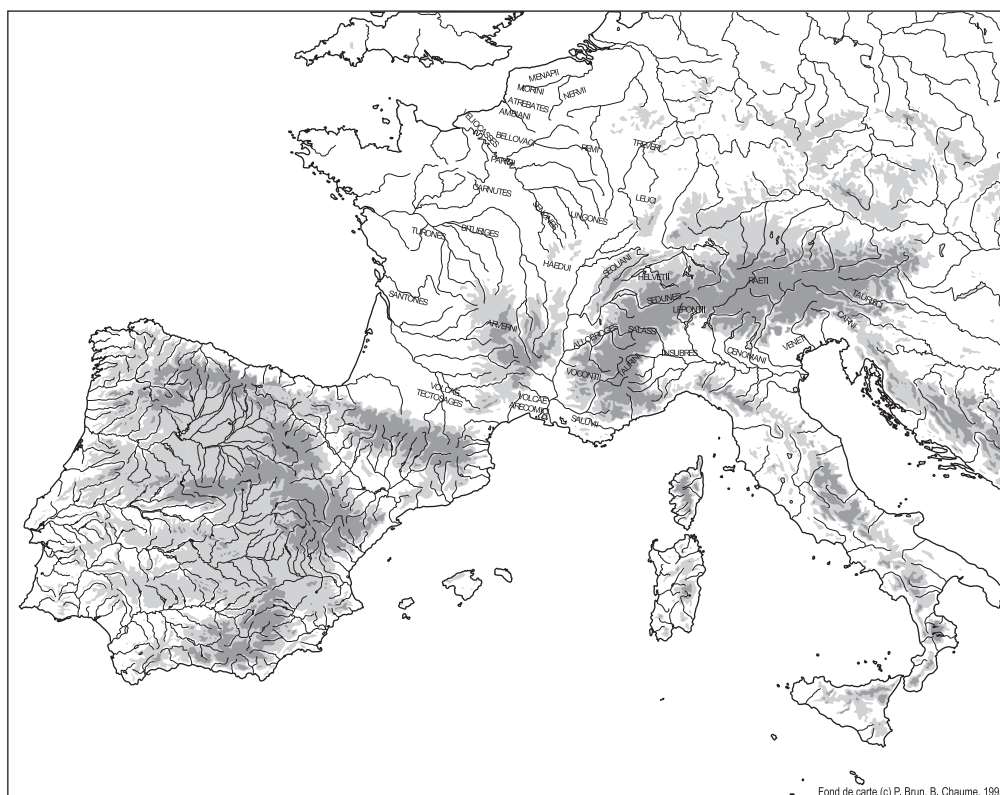 MENAPII
MORINI
NERVII
ATREBATES
AMBIANI
VELIOCASSES
BELLOVACI
REMI
TREVERI
PARISII
CARNUTES
LEUCI
SENONES
LINGONES
TURONES
BITURIGES
HAEDUI
SEQUANI
HELVETII
RAETI
SANTONES
SEDUNES
LEPONTII
TAURISCI
CARNI
ARVERNI
ALLOBROGES
SALASSI
VENETI
INSUBRES
CENOMANI
TAURINI
VOCONTII
VOLCAE
TECTOSAGES
VOLCAE
ARECOMICI
SALUVII
Fond de carte (c) P. Brun, B. Chaume, 199